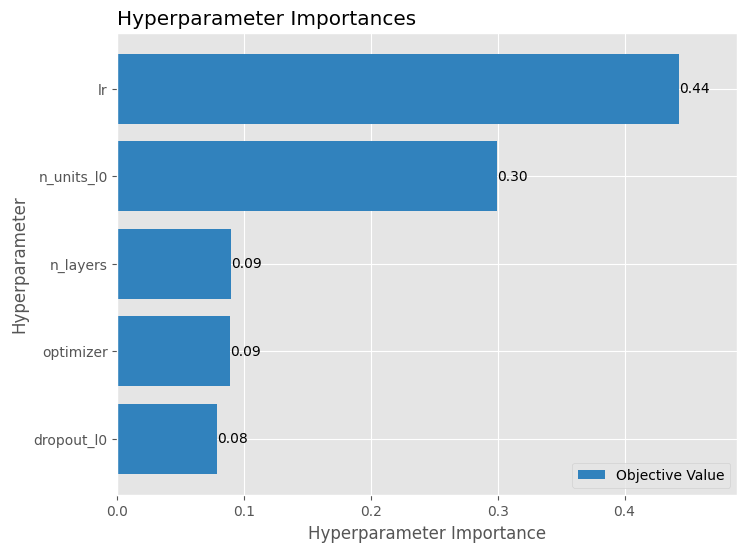 Hyperparameter Importances
Hyperparameter
lr
0.44
n_units_l0
0.30
n_layers
0.09
optimizer
0.09
dropout_l0
0.08
Objective Value
0.0 0.1 0.2 0.3 0.4
Hyperparameter Importance